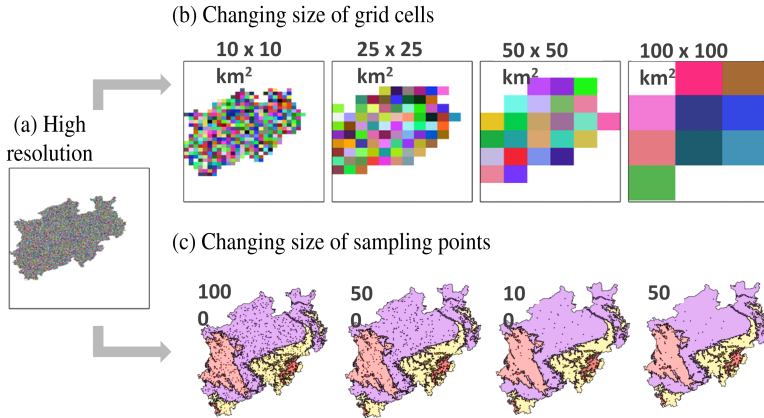 (b) Changing size of grid cells
10 x 10
km²
25 x 25
km²
50 x 50
km²
100 x 100
km²
(a) High
resolution
(c) Changing size of sampling points
100
0
50
0
10
0
50